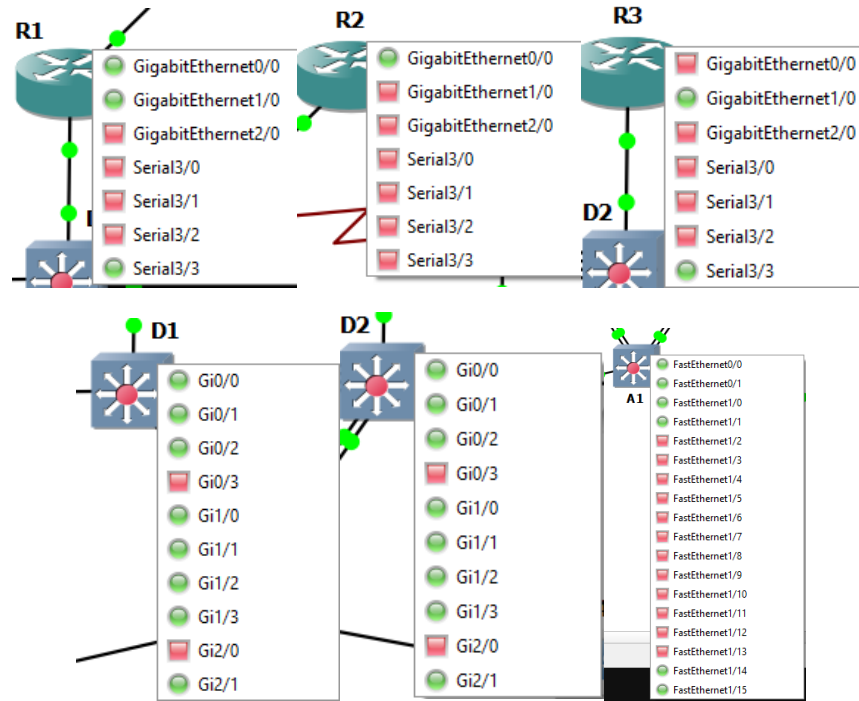 R1
GigabitEthernet0/0
GigabitEthernet1/0
GigabitEthernet2/0
Serial3/0
Serial3/1
Serial3/2
Serial3/3
R2
GigabitEthernet0/0
GigabitEthernet1/0
GigabitEthernet2/0
Serial3/0
Serial3/1
Serial3/2
Serial3/3
R3
GigabitEthernet0/0
GigabitEthernet1/0
GigabitEthernet2/0
Serial3/0
Serial3/1
Serial3/2
Serial3/3
D2
D1
Gi0/0
Gi0/1
Gi0/2
Gi0/3
Gi1/0
Gi1/1
Gi1/2
Gi1/3
Gi2/0
Gi2/1
D2
Gi0/0
Gi0/1
Gi0/2
Gi0/3
Gi1/0
Gi1/1
Gi1/2
Gi1/3
Gi2/0
Gi2/1
A1
FastEthernet0/0
FastEthernet0/1
FastEthernet1/0
FastEthernet1/1
FastEthernet1/2
FastEthernet1/3
FastEthernet1/4
FastEthernet1/5
FastEthernet1/6
FastEthernet1/7
FastEthernet1/8
FastEthernet1/9
FastEthernet1/10
FastEthernet1/11
FastEthernet1/12
FastEthernet1/13
FastEthernet1/14
FastEthernet1/15